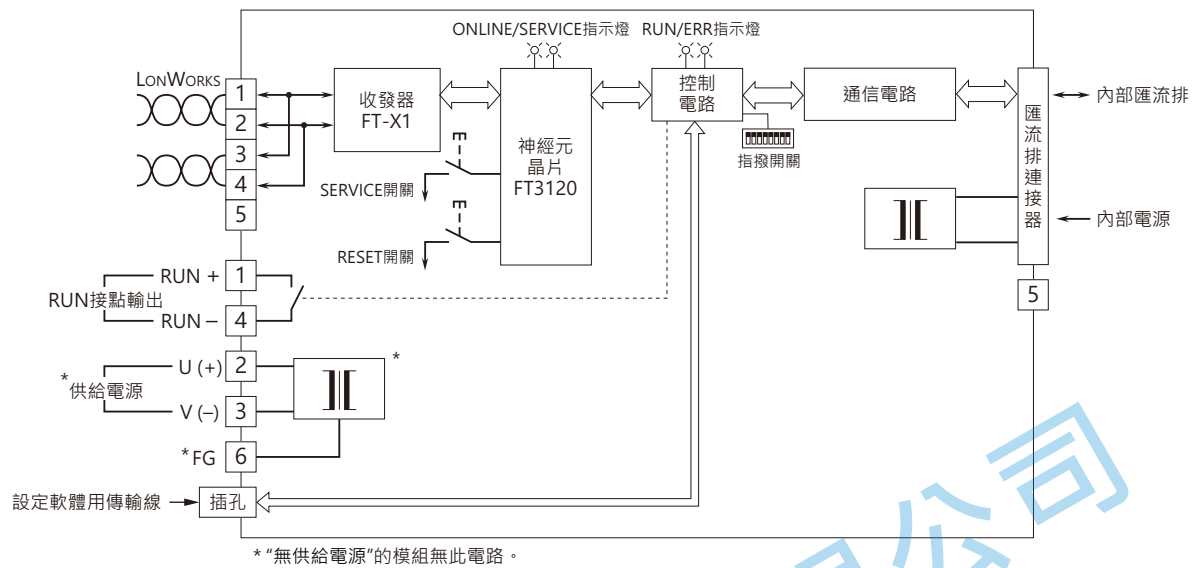 ONLINE/SERVICE指示燈 RUN/ERR指示燈
LONWORKS
1
2
3
4
5
收發器
FT-X1
神經元
晶片
FT3120
控制
電路
指撥開關
通信電路
匯流排連接器
內部匯流排
內部電源
5
SERVICE開關
RESET開關
RUN + 1
RUN接點輸出
RUN – 4
U (+) 2
*供給電源
*
V (–) 3
*FG 6
設定軟體用傳輸線
插孔
* “無供給電源”的模組無此電路。
公司